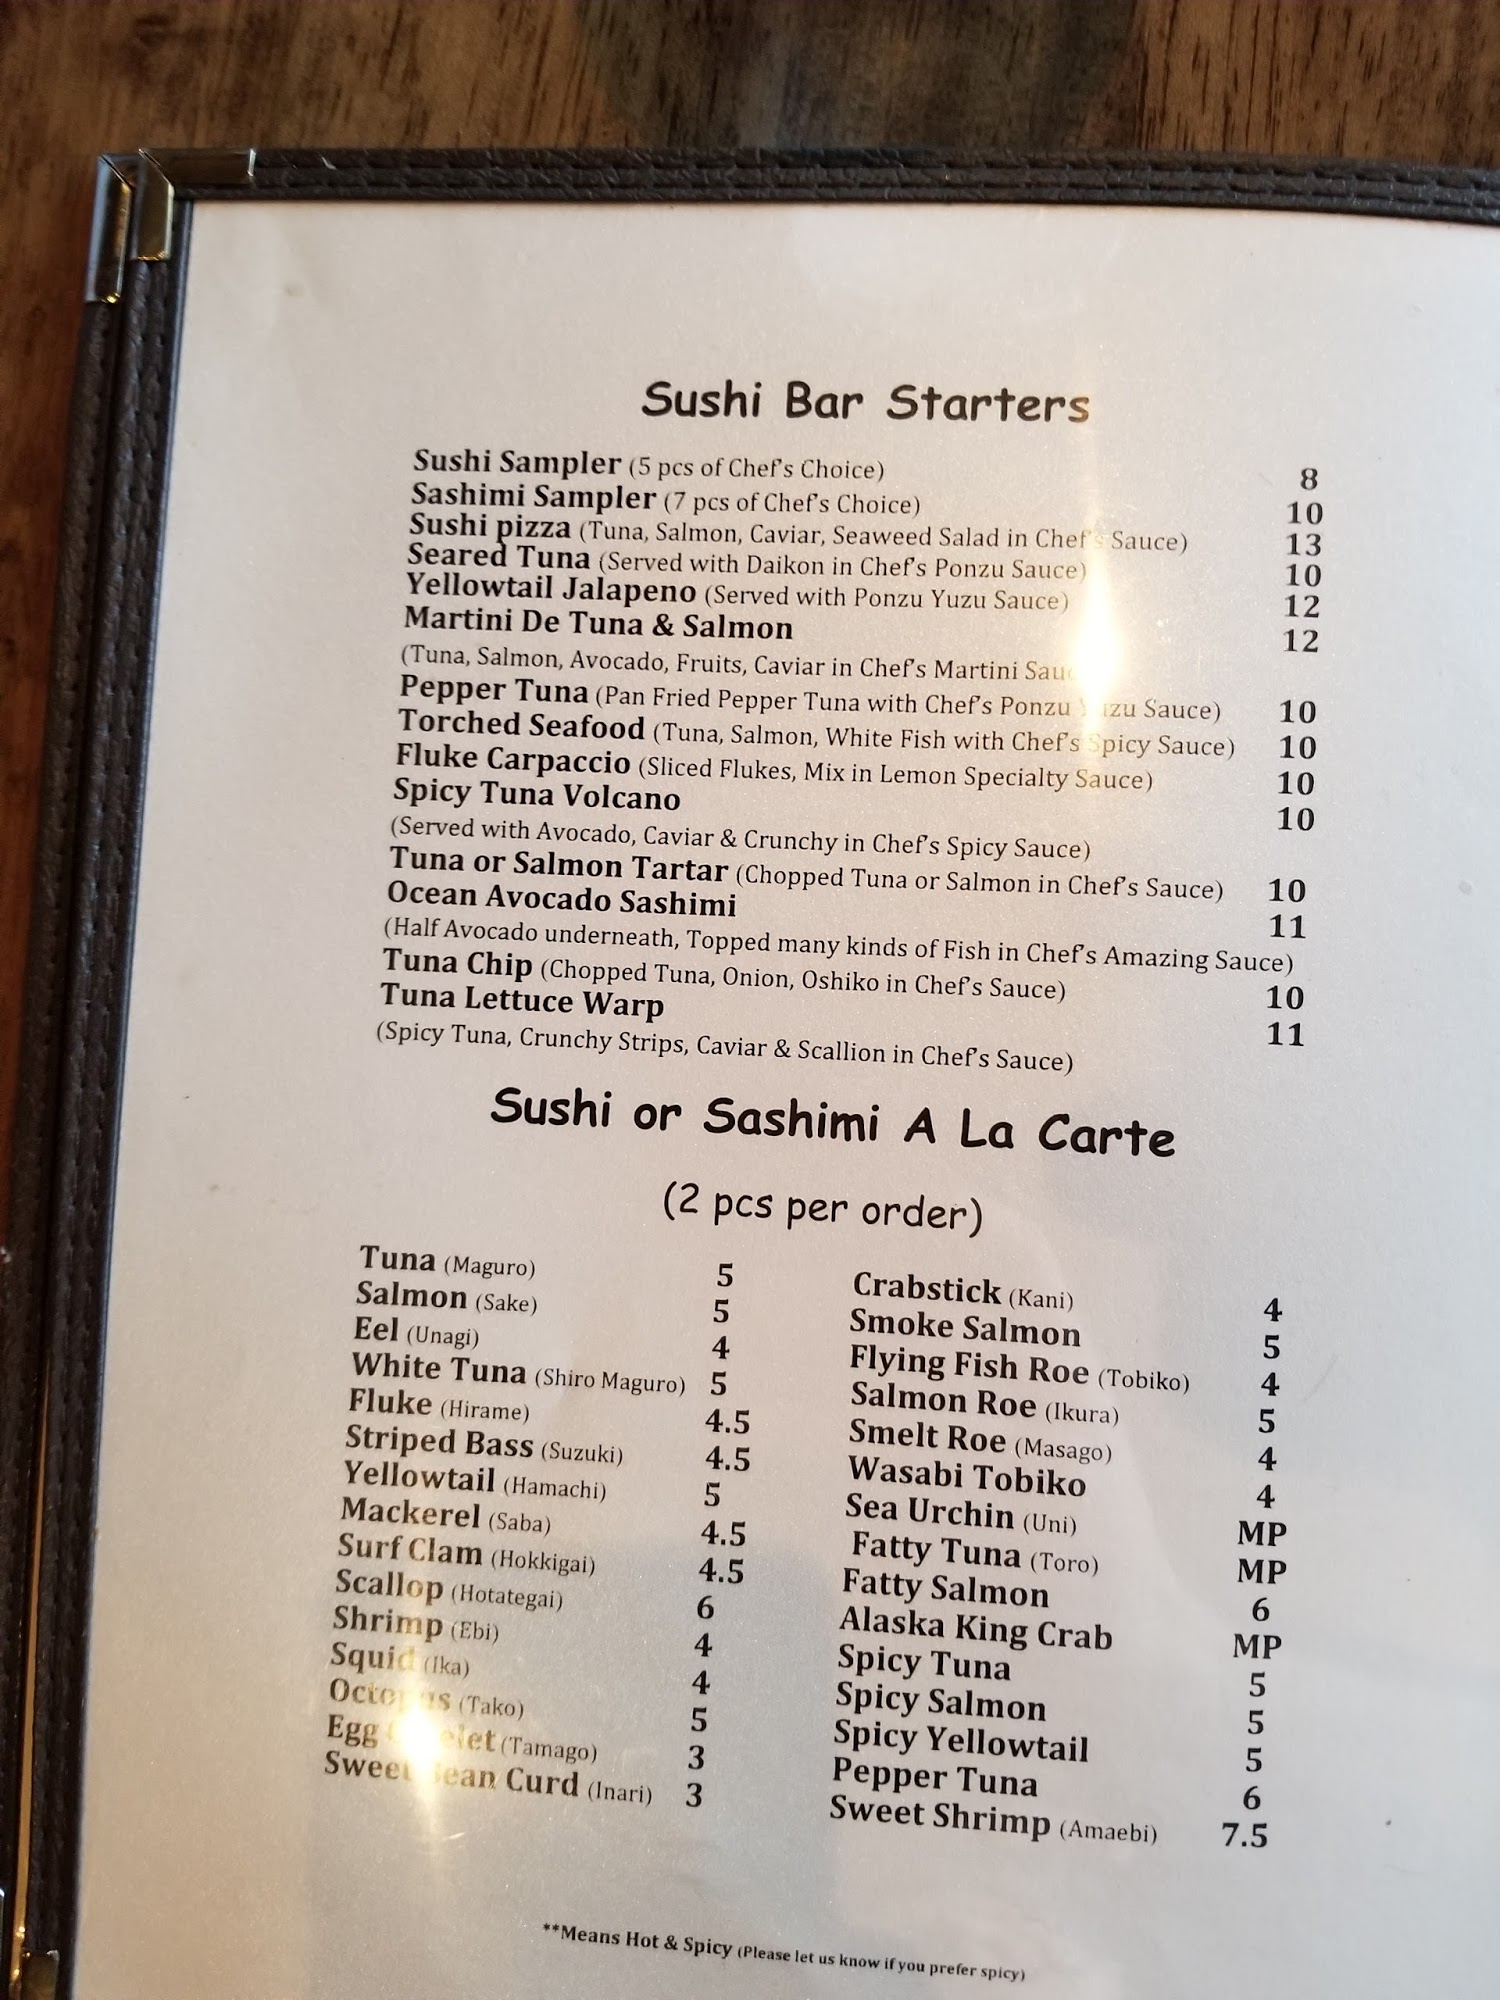 Sushi Bar Starters
Sushi Sampler (5 pcs of Chef's Choice) 8
Sashimi Sampler (7 pcs of Chef's Choice) 10
Sushi pizza (Tuna, Salmon, Caviar, Seaweed Salad in Chef's Sauce) 13
Seared Tuna (Served with Daikon in Chef's Ponzu Sauce) 10
Yellowtail Jalapeno (Served with Ponzu Yuzu Sauce) 12
Martini De Tuna & Salmon 12
(Tuna, Salmon, Avocado, Fruits, Caviar in Chef's Martini
Pepper Tuna (Pan Fried Pepper Tuna with Chef's Ponzu Yuzu Sauce) 10
Torched Seafood (Tuna, Salmon, White Fish with Chef's Spicy Sauce) 10
Fluke Carpaccio (Sliced Flukes, Mix in Lemon Specialty Sauce) 10
Spicy Tuna Volcano 10
(Served with Avocado, Caviar & Crunchy in Chef's Spicy Sauce)
Tuna or Salmon Tartar (Chopped Tuna or Salmon in Chef's Sauce) 10
Ocean Avocado Sashimi 11
(Half Avocado underneath, Topped many kinds of Fish in Chef's Amazing Sauce)
Tuna Chip (Chopped Tuna, Onion, Oshiko in Chef's Sauce) 10
Tuna Lettuce Warp 11
(Spicy Tuna, Crunchy Strips, Caviar & Scallion in Chef's Sauce)
Sushi or Sashimi A La Carte
(2 pcs per order)
Tuna (Maguro) 5
Salmon (Sake) 5
Eel (Unagi) 4
White Tuna (Shiro Maguro) 5
Fluke (Hirame) 4.5
Striped Bass (Suzuki) 4.5
Yellowtail (Hamachi) 5
Mackerel (Saba) 4.5
Surf Clam (Hokkigai) 4.5
Scallop (Hotategai) 6
Shrimp (Ebi) 4
Squid (Ika) 4
Octopus (Tako) 5
Egg (Tamago) 3
Sweet Bean Curd (Inari) 3
Crabstick (Kani) 4
Smoke Salmon 5
Flying Fish Roe (Tobiko) 4
Salmon Roe (Ikura) 5
Smelt Roe (Masago) 4
Wasabi Tobiko 4
Sea Urchin (Uni) MP
Fatty Tuna (Toro) MP
Fatty Salmon 6
Alaska King Crab MP
Spicy Tuna 5
Spicy Salmon 5
Spicy Yellowtail 5
Pepper Tuna 6
Sweet Shrimp (Amaebi) 7.5
**Means Hot & Spicy (Please let us know if you prefer spicy)